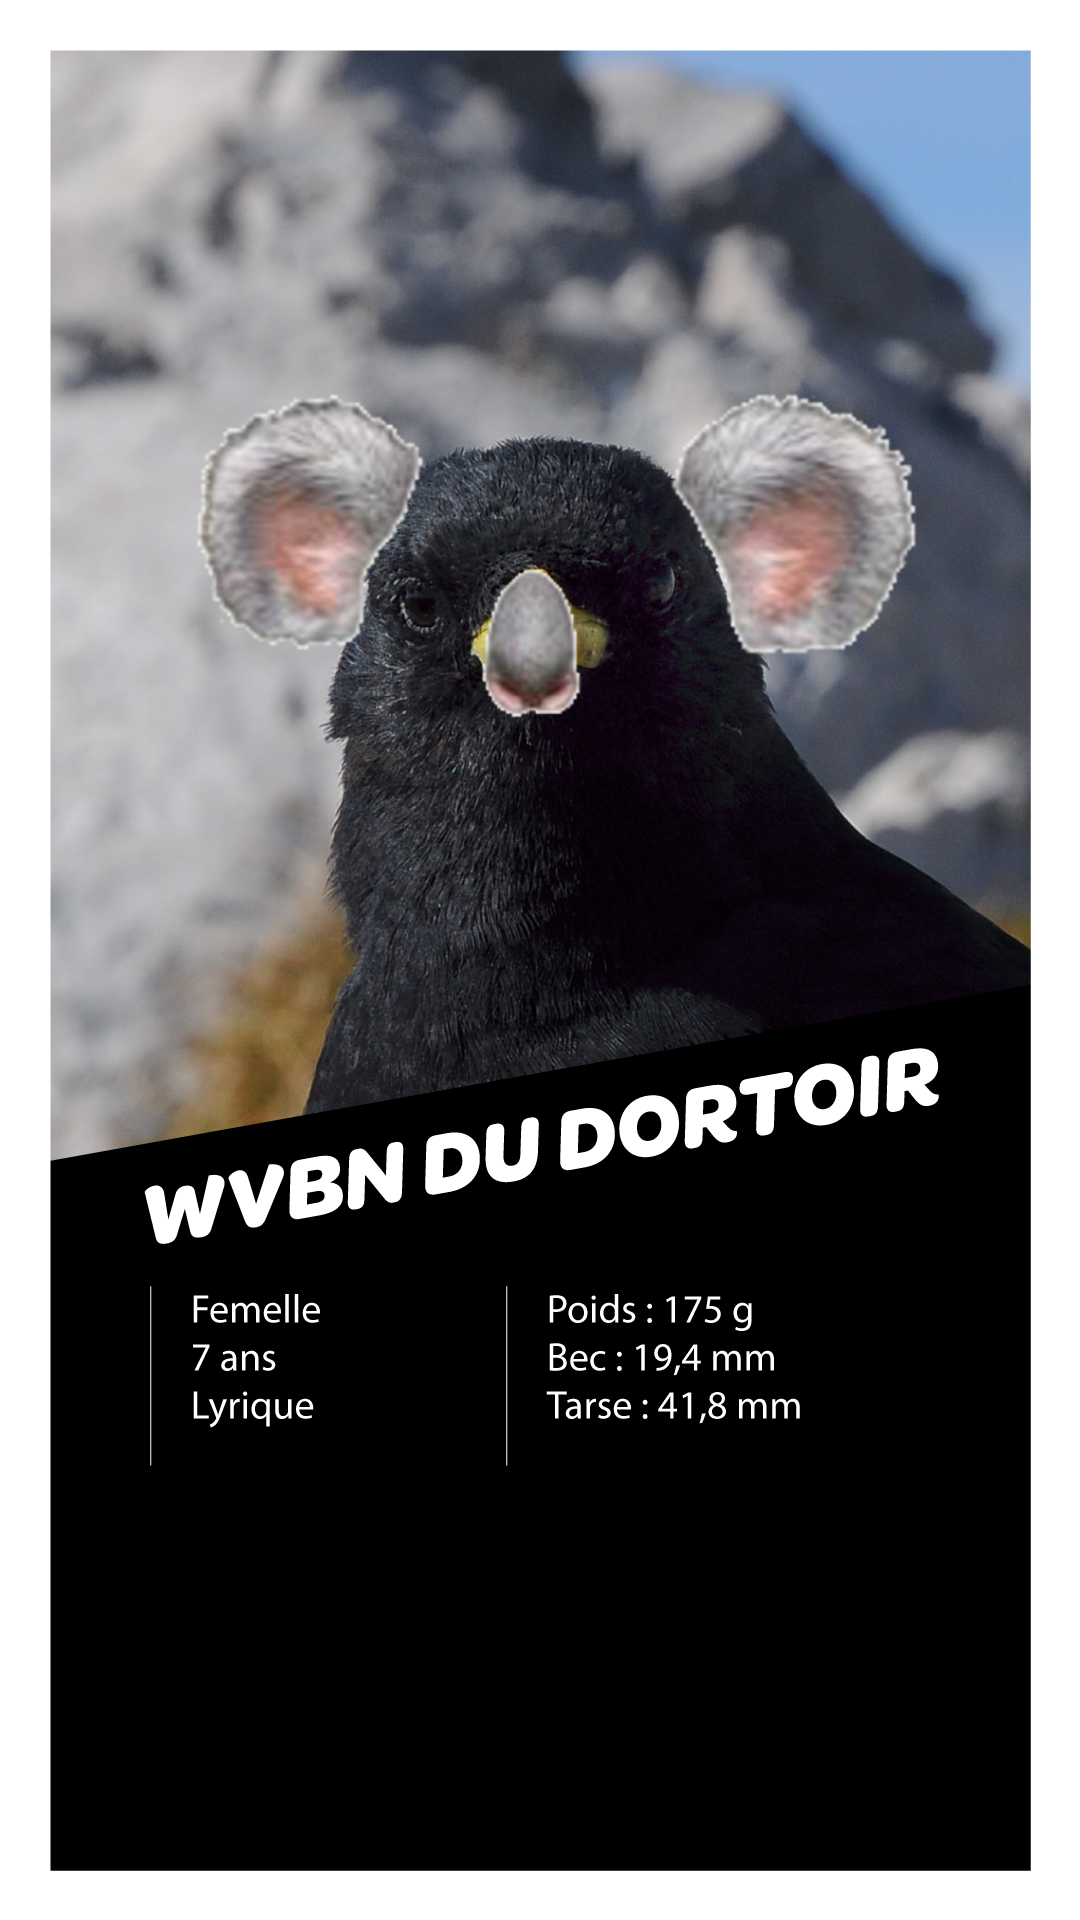 WVBN DU DORTOIR
Femelle
7 ans
Lyrique
Poids : 175 g
Bec : 19,4 mm
Tarse : 41,8 mm